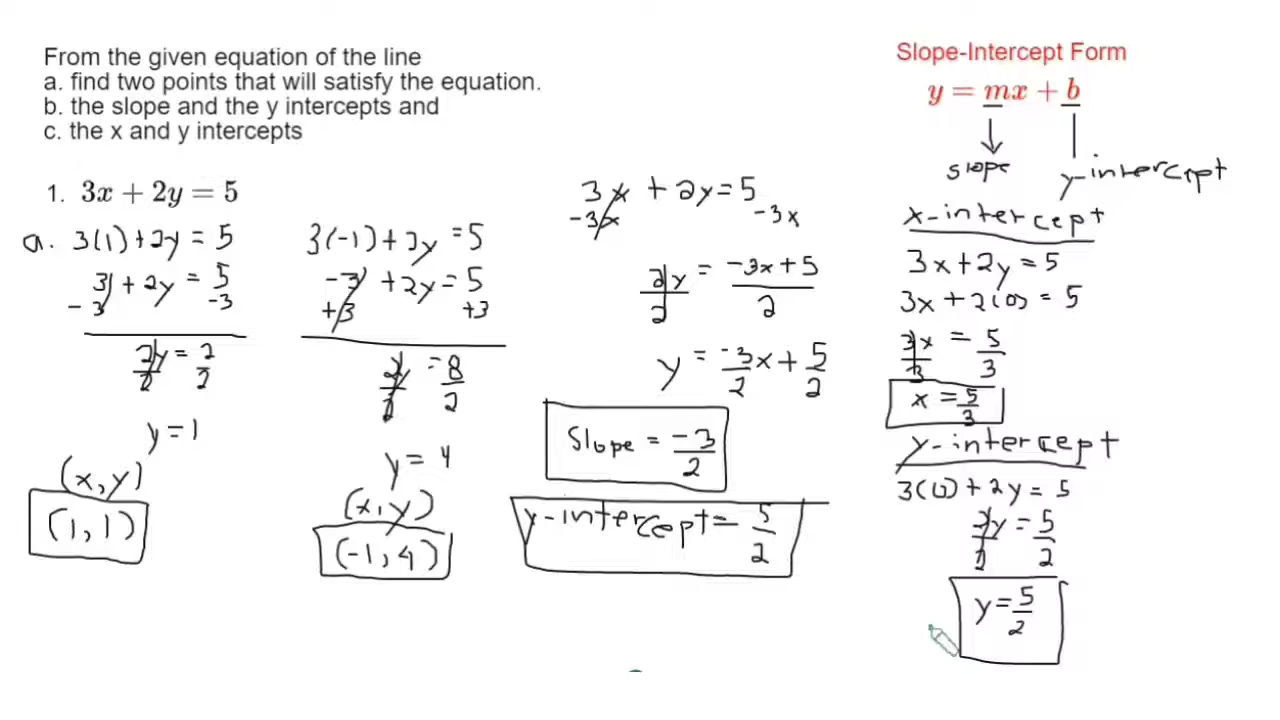 From the given equation of the line
a. find two points that will satisfy the equation.
b. the slope and the y intercepts and
c. the x and y intercepts
1. 3x + 2y = 5
a. 3(1) + 2y = 5
3 + 2y = 5
- 3 -3
2y/2 = 2/2
y = 1
(x, y)
(1, 1)
3(-1) + 2y = 5
-3 + 2y = 5
+3 +3
2y/2 = 8/2
y = 4
(x, y)
(-1, 4)
3x + 2y = 5
-3x -3x
2y/2 = -3x + 5/2
y = -3/2x + 5/2
Slope = -3/2
y-intercept = 5/2
Slope-Intercept Form
y = mx + b
slope
y-intercept
x-intercept
3x + 2y = 5
3x + 2(0) = 5
3x/3 = 5/3
x = 5/3
y-intercept
3(0) + 2y = 5
2y/2 = 5/2
y = 5/2